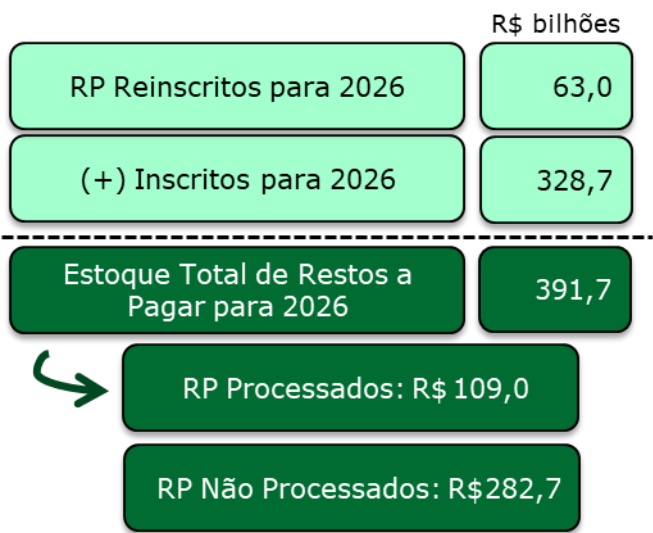 R$ bilhões
RP Reinscritos para 2026 63,0
(+) Inscritos para 2026 328,7
Estoque Total de Restos a
Pagar para 2026 391,7
RP Processados: R$ 109,0
RP Não Processados: R$282,7